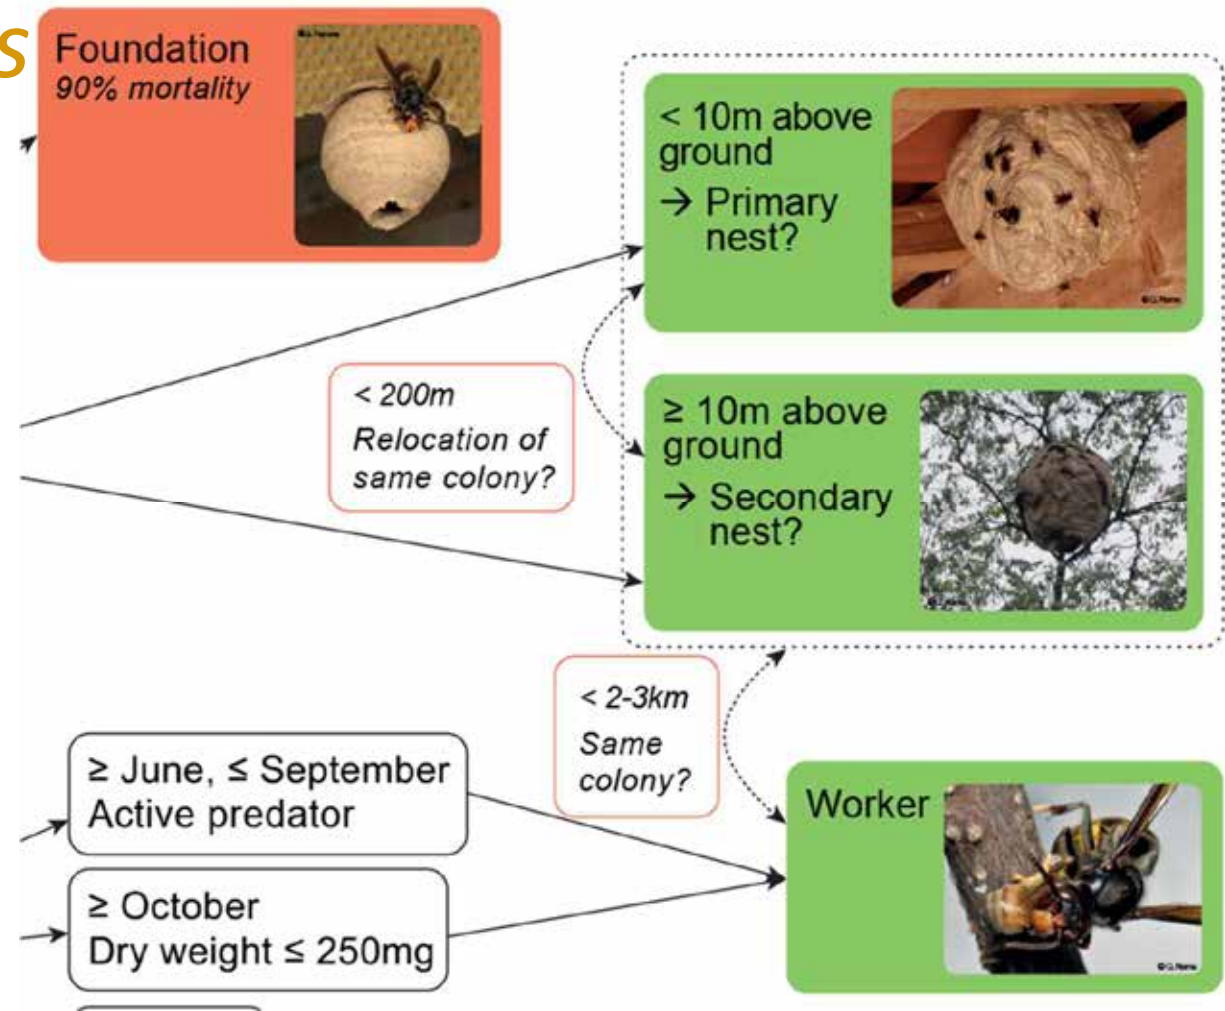 s
Foundation
90% mortality
< 10m above
ground
→ Primary
nest?
< 200m
Relocation of
same colony?
≥ 10m above
ground
→ Secondary
nest?
< 2-3km
Same
colony?
≥ June, ≤ September
Active predator
Worker
≥ October
Dry weight ≤ 250mg